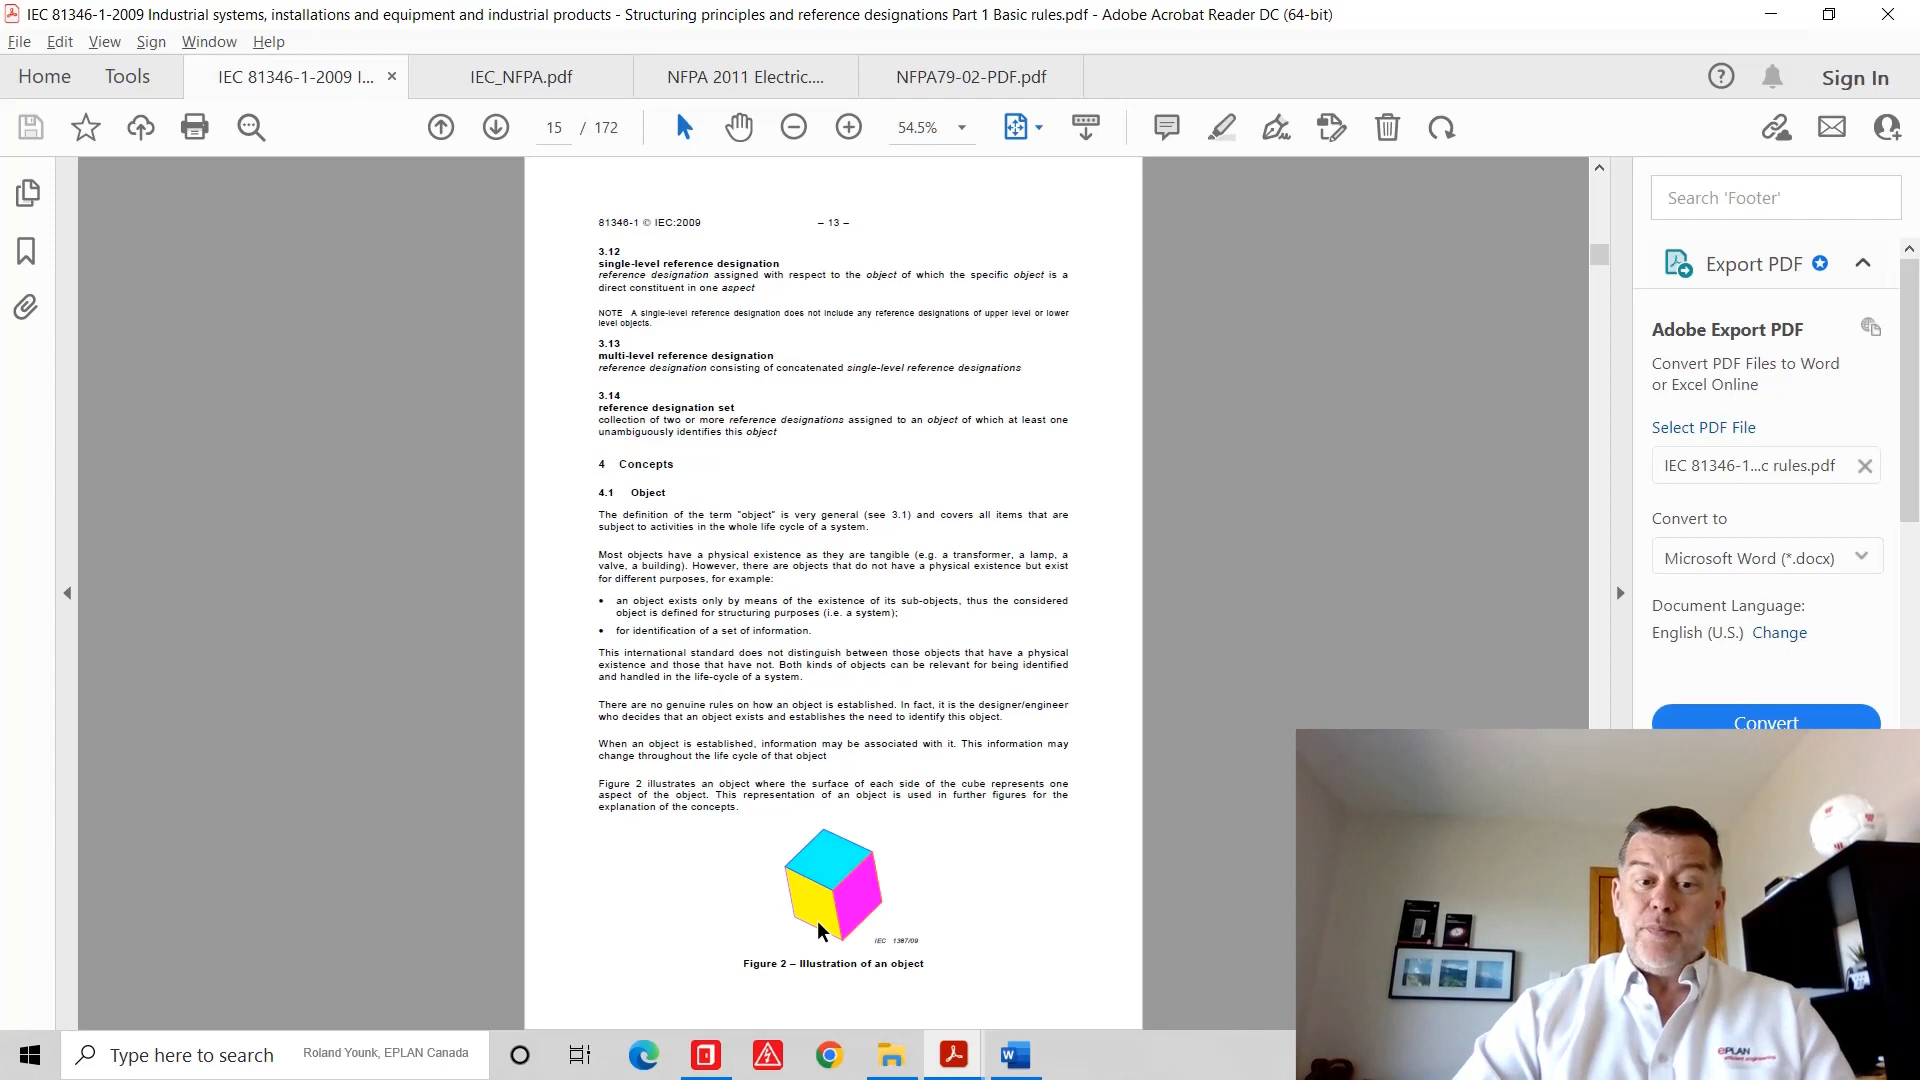 IEC 81346-1-2009 Industrial systems, installations and equipment and industrial products - Structuring principles and reference designations Part 1 Basic rules.pdf - Adobe Acrobat Reader DC (64-bit)
File Edit View Sign Window Help
Home Tools IEC 81346-1-2009 I... × IEC_NFPA.pdf NFPA 2011 Electric.... NFPA79-02-PDF.pdf Sign In
15 / 172 54.5%
81346-1 © IEC:2009 – 13 –
3.12
single-level reference designation
reference designation assigned with respect to the object of which the specific object is a
direct constituent in one aspect
NOTE A single-level reference designation does not include any reference designations of upper level or lower
level objects.
3.13
multi-level reference designation
reference designation consisting of concatenated single-level reference designations
3.14
reference designation set
collection of two or more reference designations assigned to an object of which at least one
unambiguously identifies this object
4 Concepts
4.1 Object
The definition of the term "object" is very general (see 3.1) and covers all items that are
subject to activities in the whole life cycle of a system.
Most objects have a physical existence as they are tangible (e.g. a transformer, a lamp, a
valve, a building). However, there are objects that do not have a physical existence but exist
for different purposes, for example:
• an object exists only by means of the existence of its sub-objects, thus the considered
object is defined for structuring purposes (i.e. a system);
• for identification of a set of information.
This international standard does not distinguish between those objects that have a physical
existence and those that have not. Both kinds of objects can be relevant for being identified
and handled in the life-cycle of a system.
There are no genuine rules on how an object is established. In fact, it is the designer/engineer
who decides that an object exists and establishes the need to identify this object.
When an object is established, information may be associated with it. This information may
change throughout the life cycle of that object
Figure 2 illustrates an object where the surface of each side of the cube represents one
aspect of the object. This representation of an object is used in further figures for the
explanation of the concepts.
IEC 1387/09
Figure 2 – Illustration of an object
Search 'Footer'
Export PDF
Adobe Export PDF
Convert PDF Files to Word
or Excel Online
Select PDF File
IEC 81346-1...c rules.pdf
Convert to
Microsoft Word (*.docx)
Document Language:
English (U.S.) Change
Convert
ePLAN
efficient engineering
Type here to search Roland Younk, EPLAN Canada